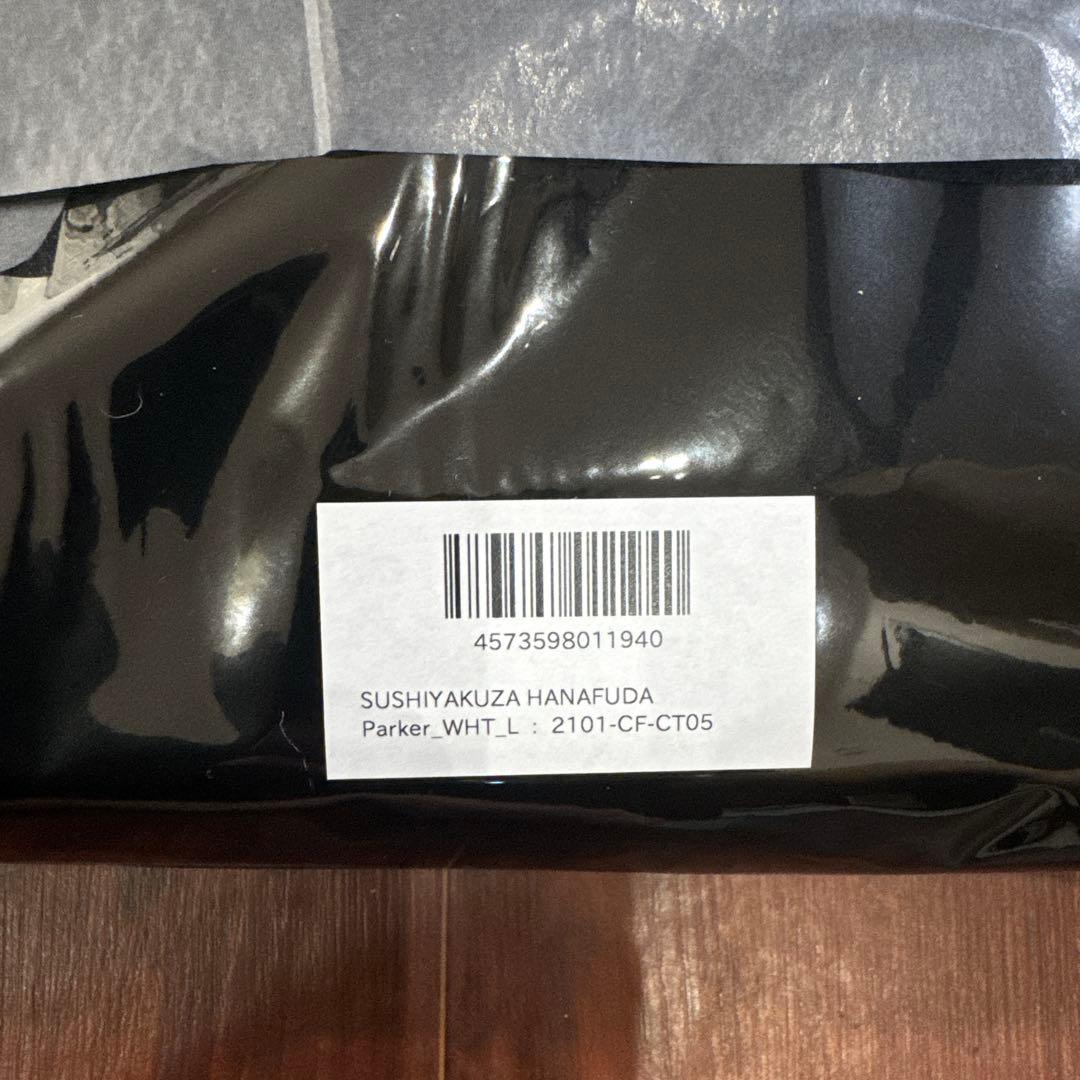 4573598011940
SUSHIYAKUZA HANAFUDA
Parker_WHT_L : 2101-CF-CT05